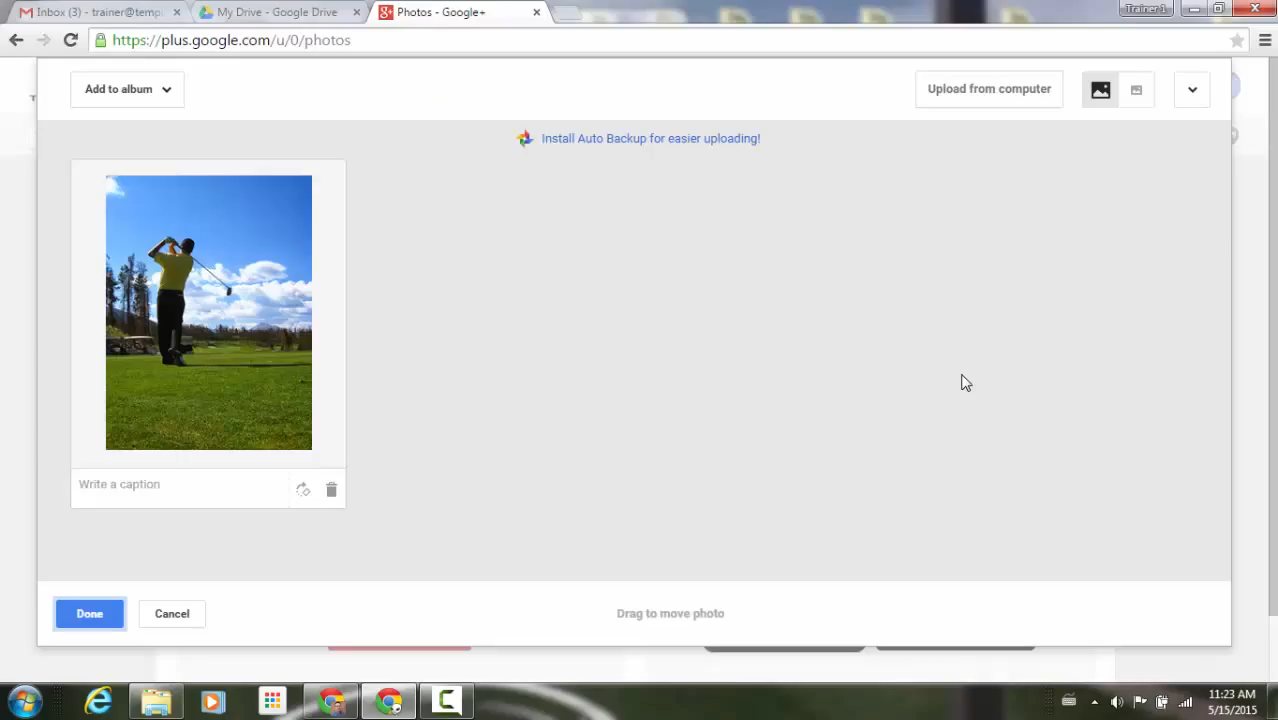 Inbox (3) - trainer@temp
My Drive - Google Drive
Photos - Google+
Trainer1
https://plus.google.com/u/0/photos
Add to album
Upload from computer
Install Auto Backup for easier uploading!
Write a caption
Done
Cancel
Drag to move photo
11:23 AM
5/15/2015